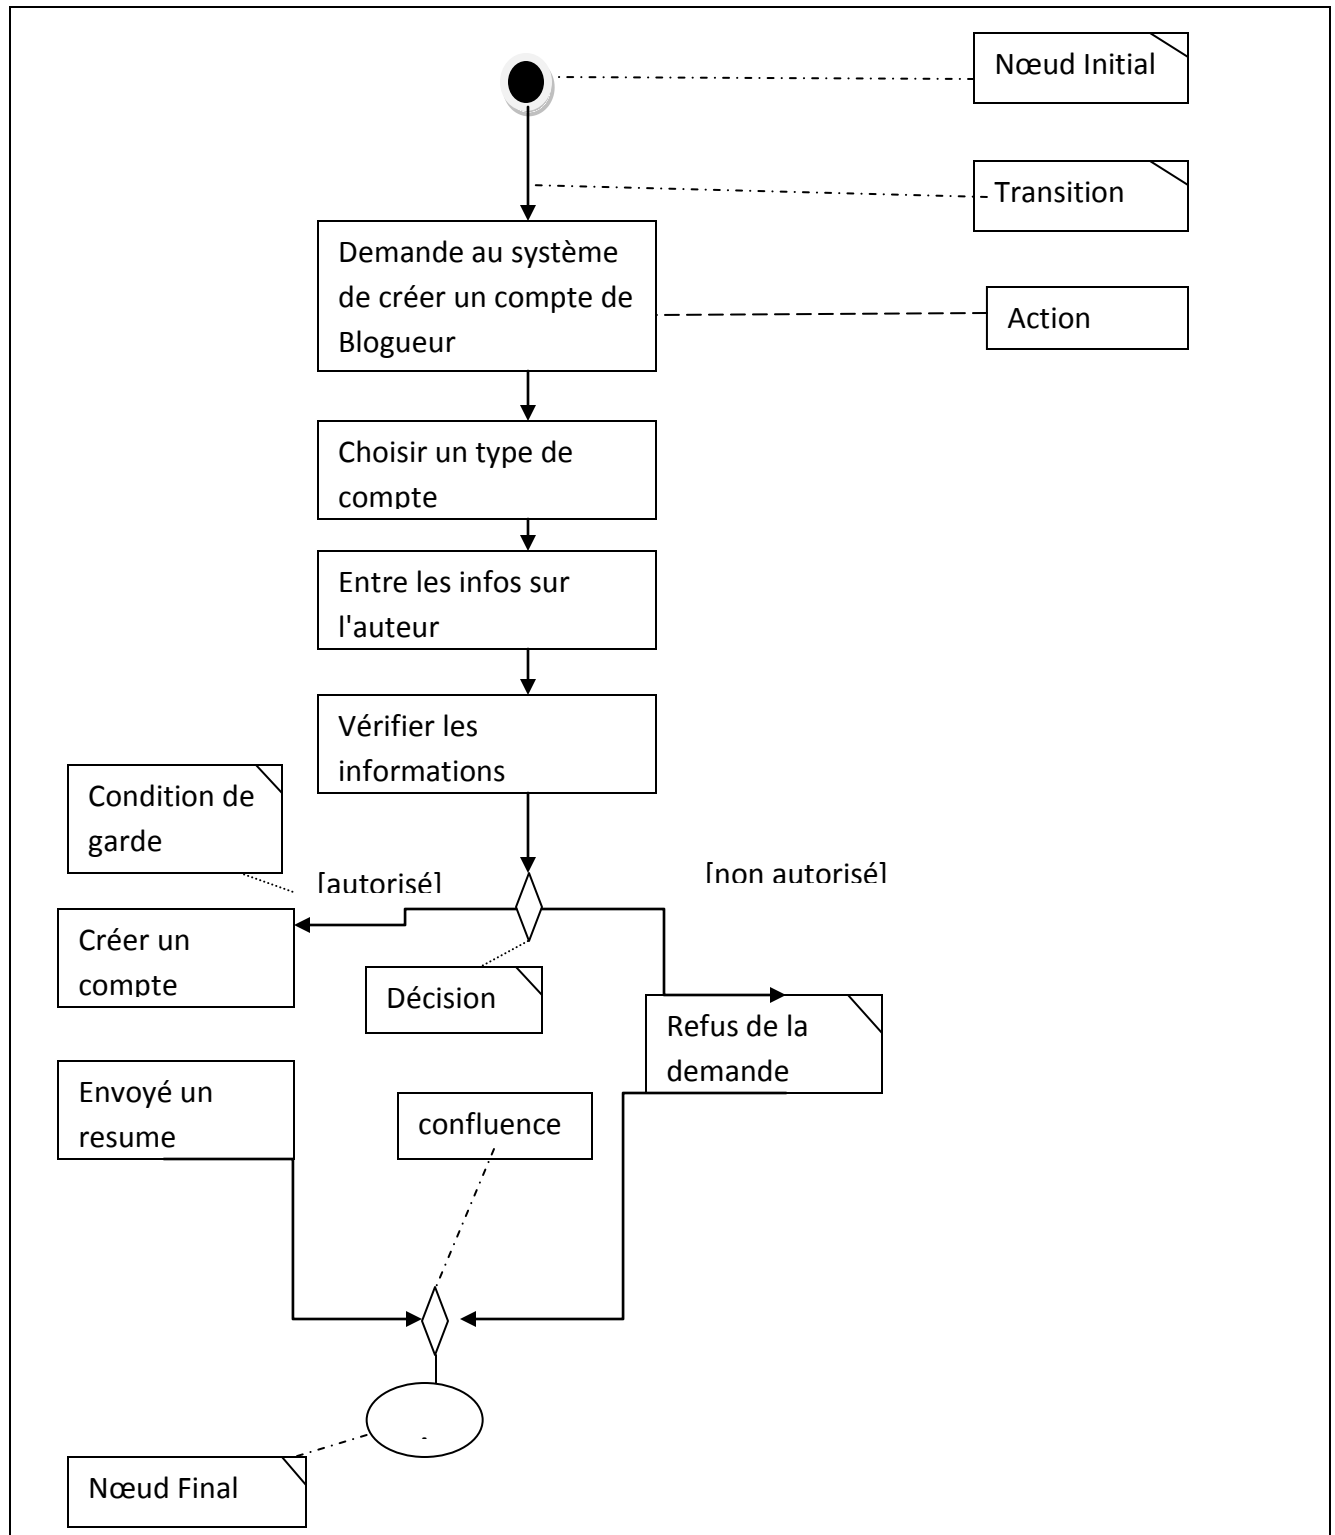 Nœud Initial
Transition
Demande au système
de créer un compte de
Blogueur
Action
Choisir un type de
compte
Entre les infos sur
l'auteur
Vérifier les
informations
Condition de
garde
[autorisé]
[non autorisé]
Créer un
compte
Décision
Refus de la
demande
Envoyé un
resume
confluence
Nœud Final